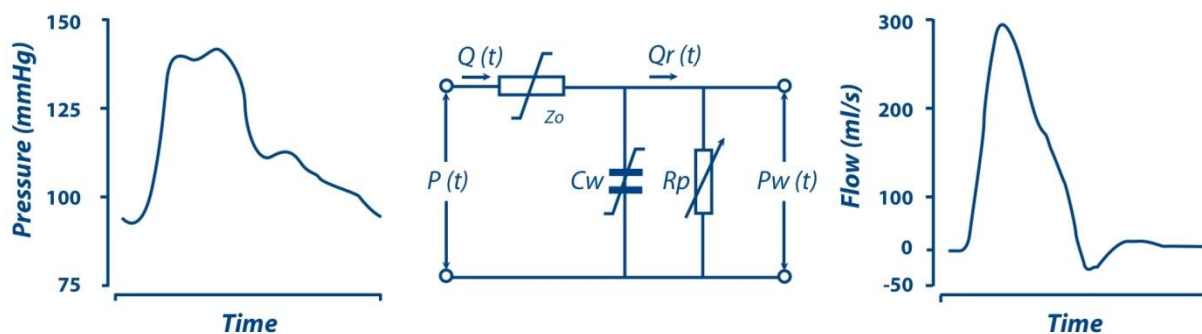 Pressure (mmHg)
150
125
100
75
Time
Q (t)
Qr (t)
Zo
P (t)
Cw
Rp
Pw (t)
Flow (ml/s)
300
200
100
0
-50
Time